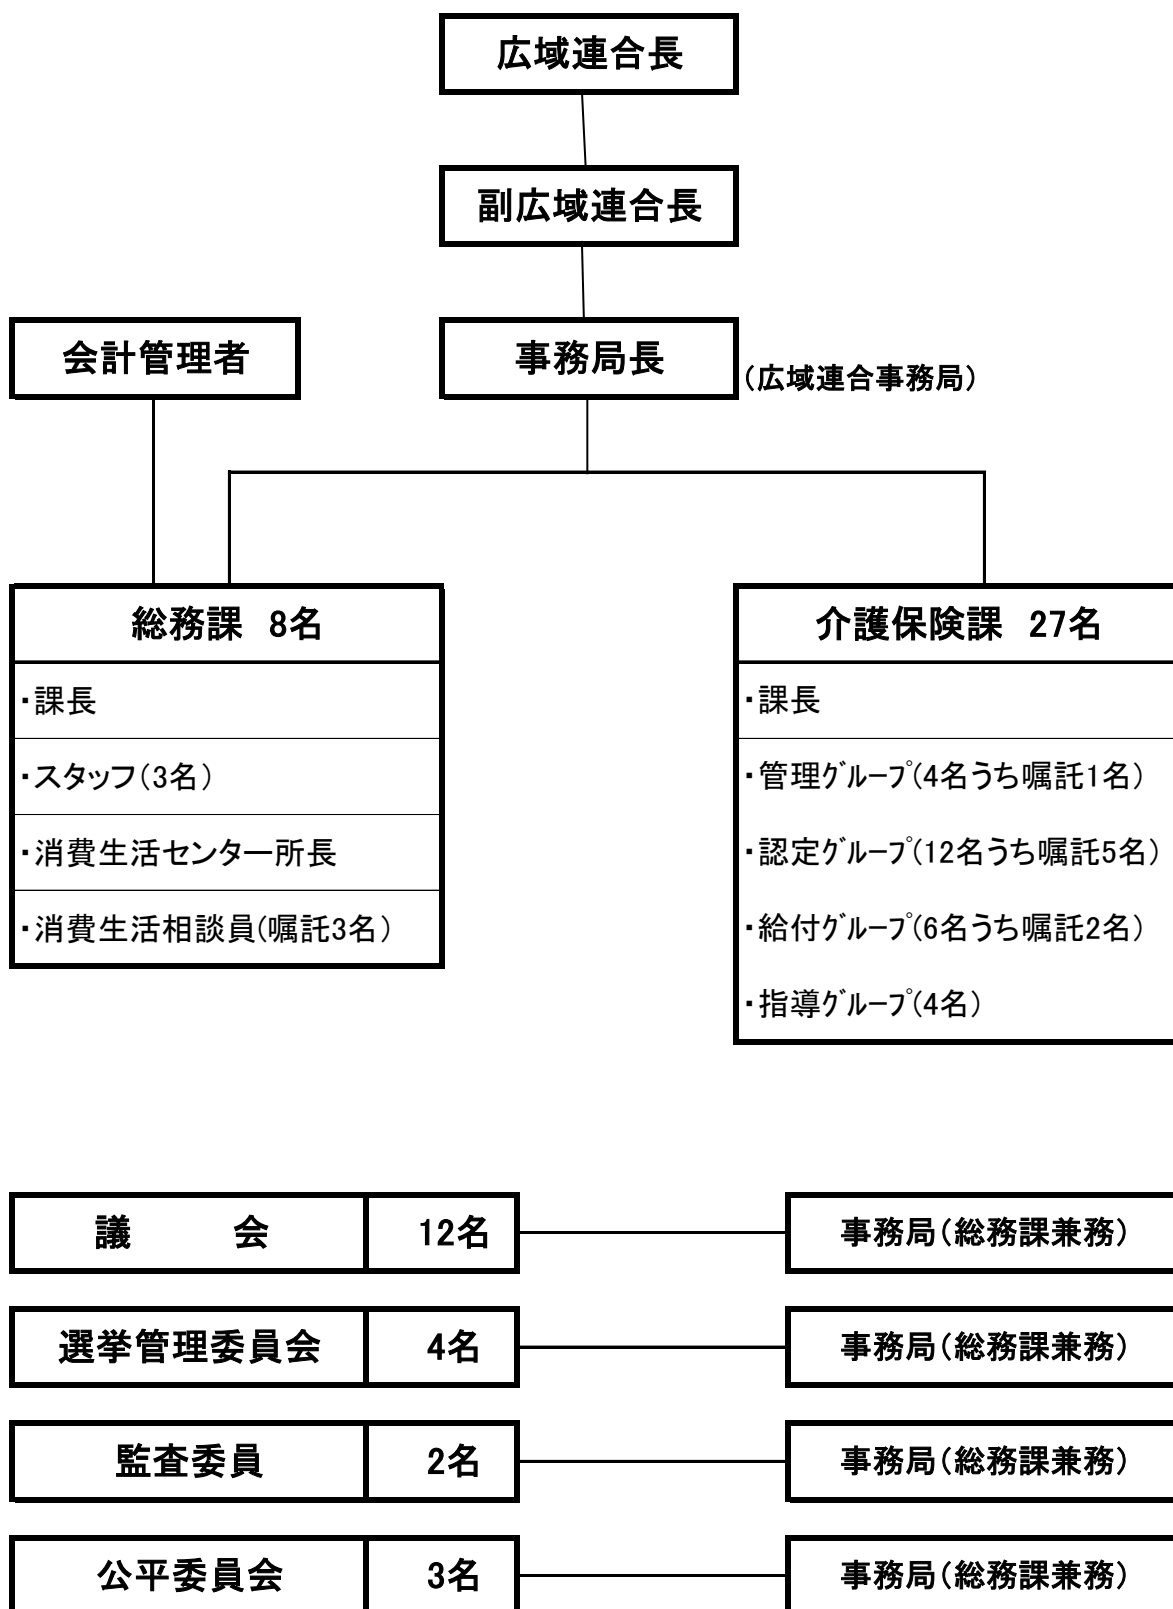 広域連合長
副広域連合長
会計管理者
事務局長
(広域連合事務局)
総務課 8名
・課長
・スタッフ(3名)
・消費生活センター所長
・消費生活相談員(嘱託3名)
介護保険課 27名
・課長
・管理ｸﾞﾙｰﾌﾟ(4名うち嘱託1名)
・認定ｸﾞﾙｰﾌﾟ(12名うち嘱託5名)
・給付ｸﾞﾙｰﾌﾟ(6名うち嘱託2名)
・指導ｸﾞﾙｰﾌﾟ(4名)
議 会 12名 事務局(総務課兼務)
選挙管理委員会 4名 事務局(総務課兼務)
監査委員 2名 事務局(総務課兼務)
公平委員会 3名 事務局(総務課兼務)